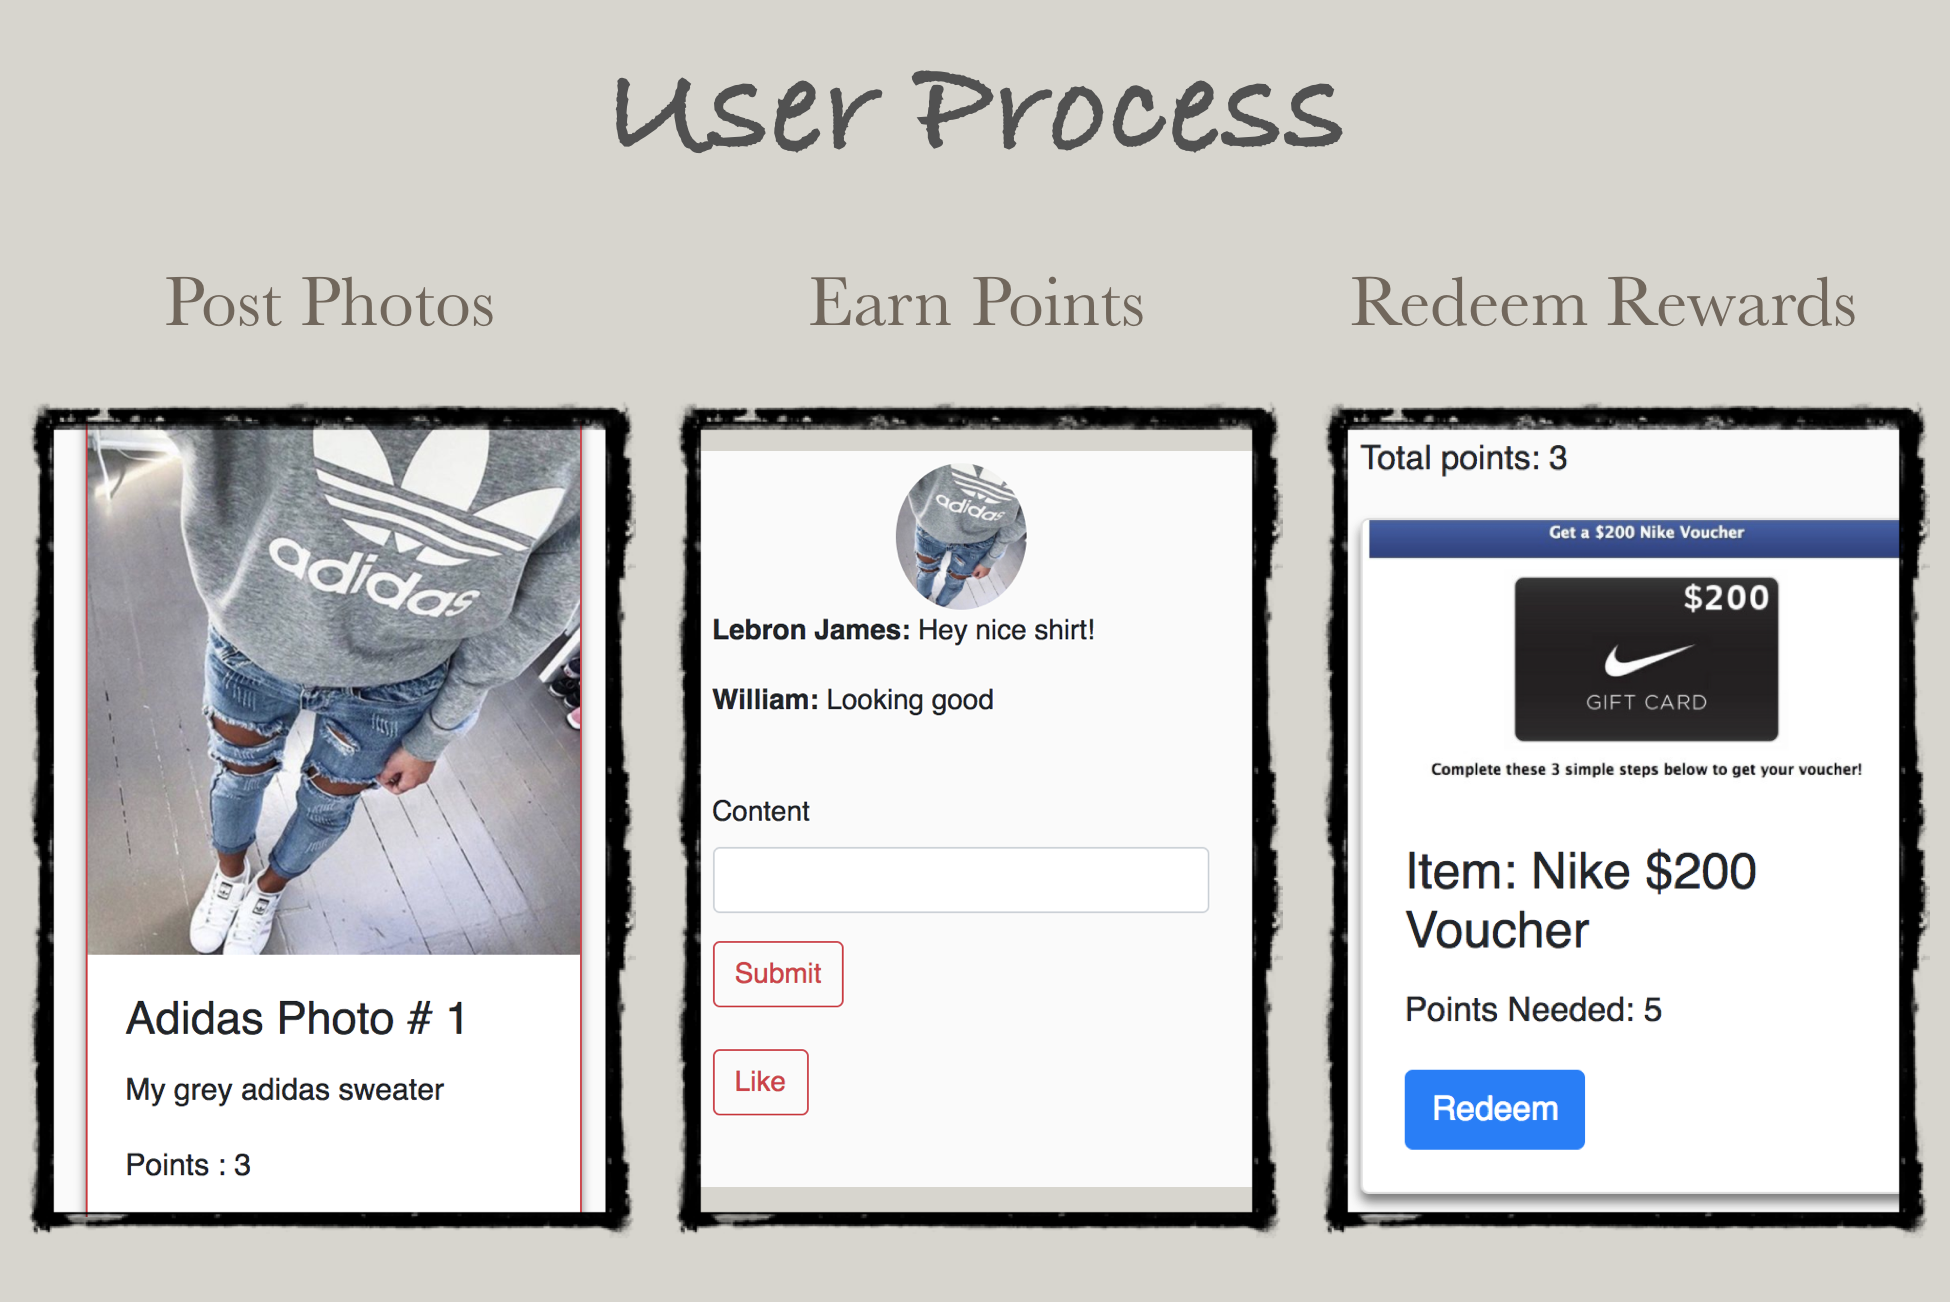 User Process
Post Photos
Earn Points
Redeem Rewards
adidas
Adidas Photo # 1
My grey adidas sweater
Points : 3
adidas
Lebron James: Hey nice shirt!
William: Looking good
Content
Submit
Like
Total points: 3
Get a $200 Nike Voucher
$200
GIFT CARD
Complete these 3 simple steps below to get your voucher!
Item: Nike $200
Voucher
Points Needed: 5
Redeem